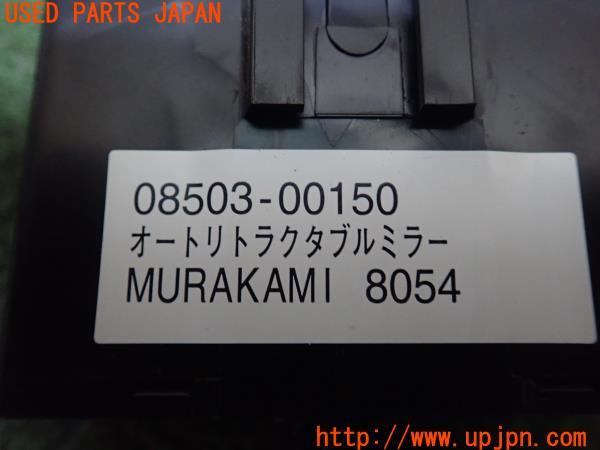 USED PARTS JAPAN
08503-00150
オートリトラクタブルミラー
MURAKAMI 8054
http://www.upjpn.com/